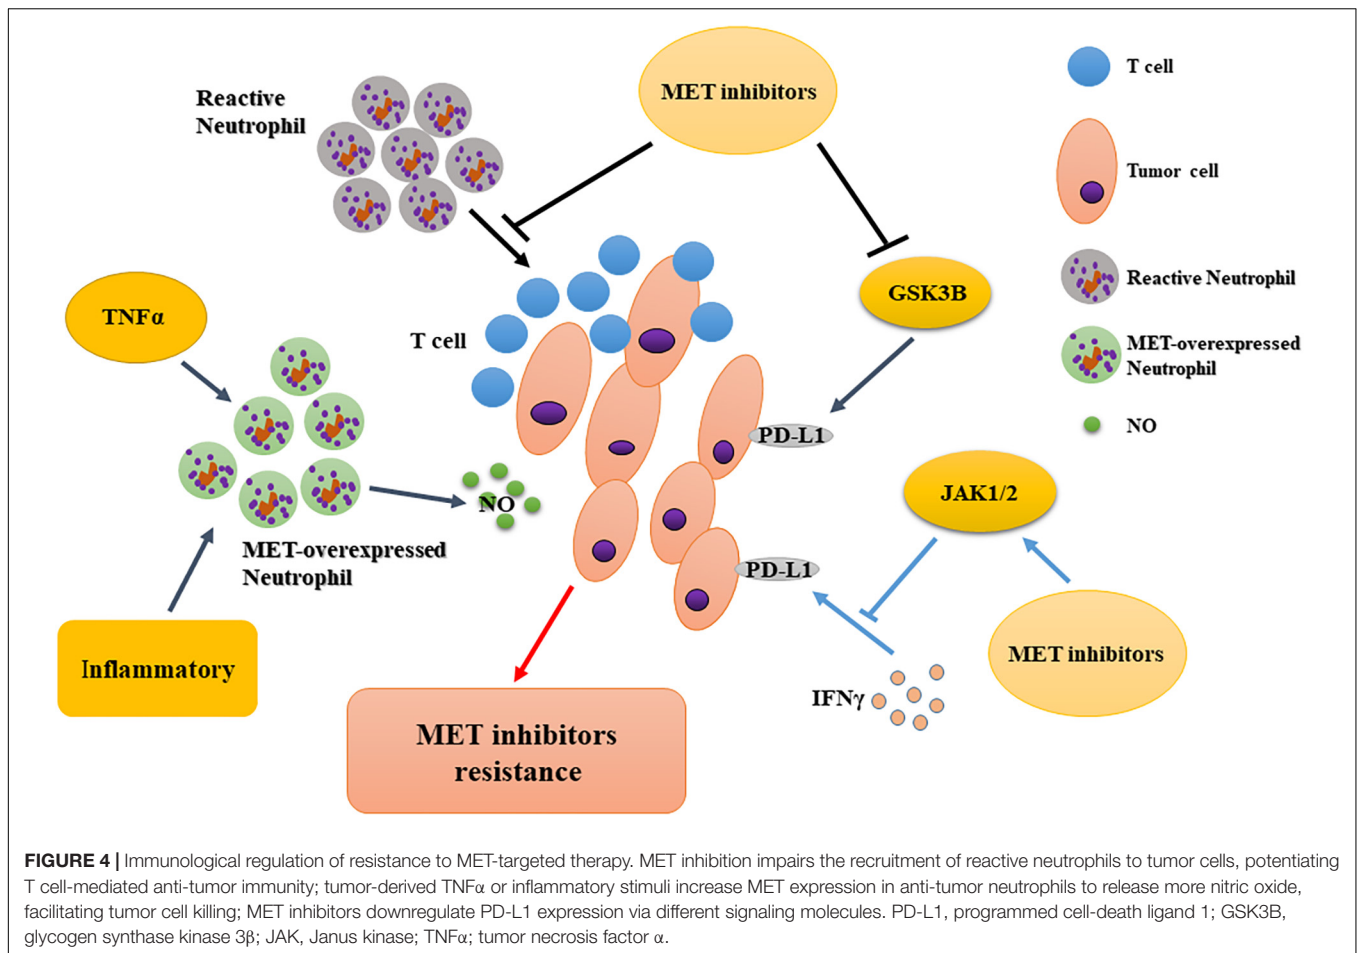 Reactive
Neutrophil
MET inhibitors
T cell
Tumor cell
Reactive Neutrophil
MET-overexpressed
Neutrophil
NO
TNFα
T cell
GSK3B
PD-L1
JAK1/2
NO
MET-overexpressed
Neutrophil
PD-L1
Inflammatory
MET inhibitors
IFNγ
MET inhibitors
resistance
FIGURE 4 | Immunological regulation of resistance to MET-targeted therapy. MET inhibition impairs the recruitment of reactive neutrophils to tumor cells, potentiating
T cell-mediated anti-tumor immunity; tumor-derived TNFα or inflammatory stimuli increase MET expression in anti-tumor neutrophils to release more nitric oxide,
facilitating tumor cell killing; MET inhibitors downregulate PD-L1 expression via different signaling molecules. PD-L1, programmed cell-death ligand 1; GSK3B,
glycogen synthase kinase 3β; JAK, Janus kinase; TNFα; tumor necrosis factor α.